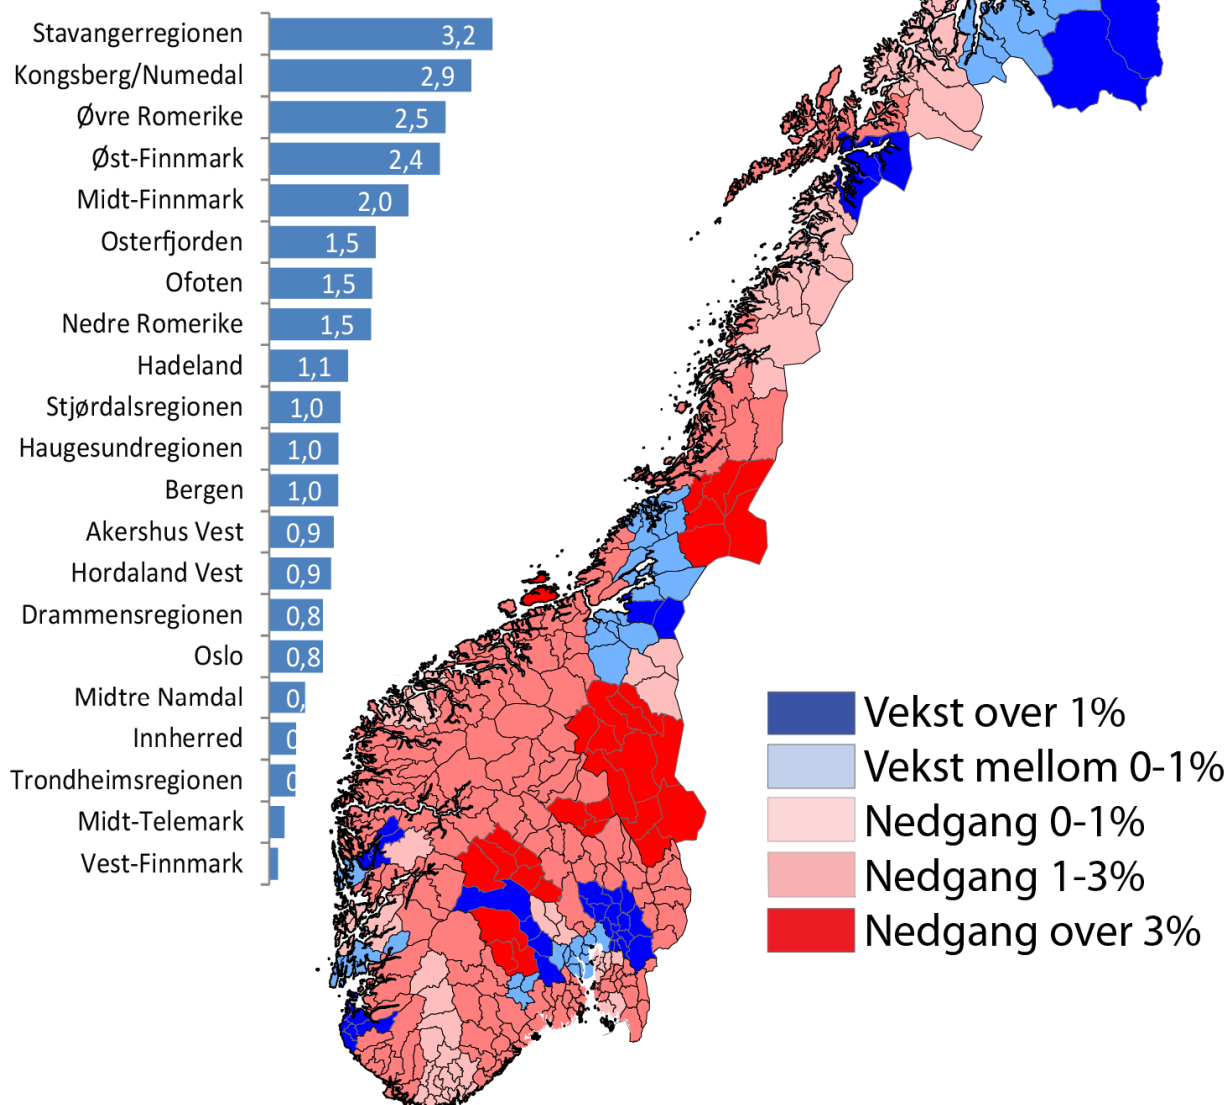 Stavangerregionen 3,2
Kongsberg/Numedal 2,9
Øvre Romerike 2,5
Øst-Finnmark 2,4
Midt-Finnmark 2,0
Osterfjorden 1,5
Ofoten 1,5
Nedre Romerike 1,5
Hadeland 1,1
Stjørdalsregionen 1,0
Haugesundregionen 1,0
Bergen 1,0
Akershus Vest 0,9
Hordaland Vest 0,9
Drammensregionen 0,8
Oslo 0,8
Midtre Namdal 0,
Innherred 0
Trondheimsregionen 0
Midt-Telemark
Vest-Finnmark
Vekst over 1%
Vekst mellom 0-1%
Nedgang 0-1%
Nedgang 1-3%
Nedgang over 3%